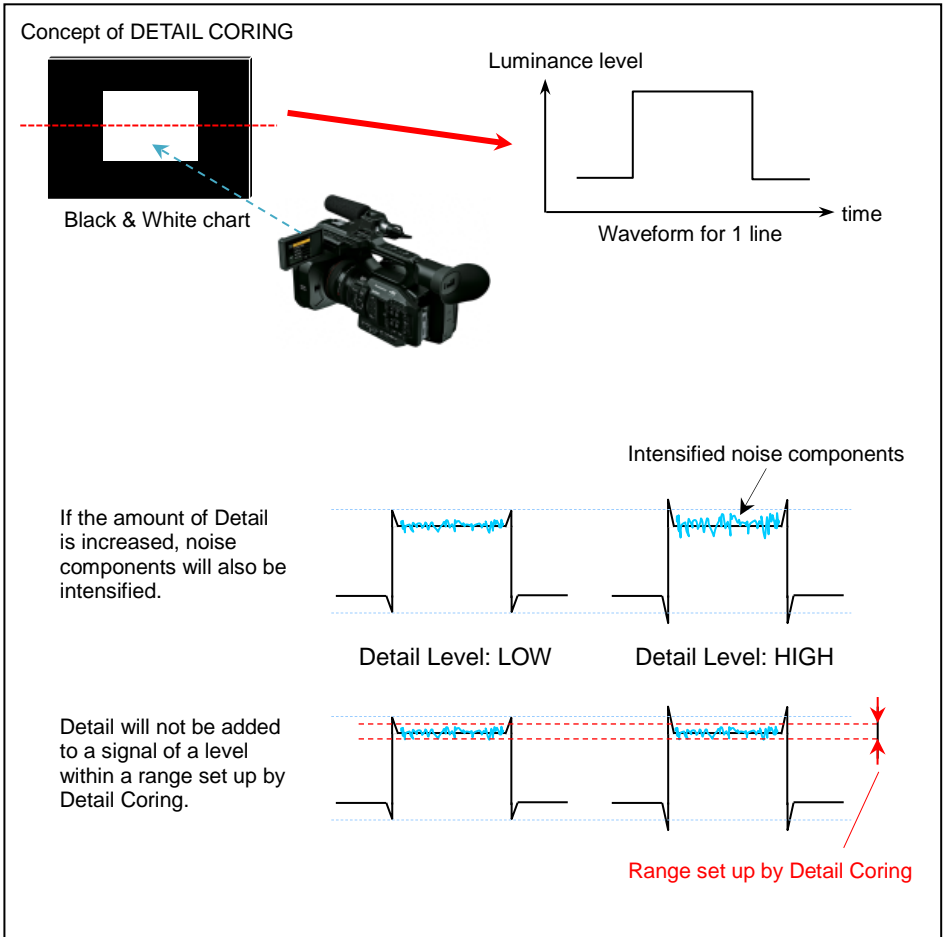 Concept of DETAIL CORING
Luminance level
time
Black & White chart
Waveform for 1 line
Intensified noise components
If the amount of Detail
is increased, noise
components will also be
intensified.
Detail Level: LOW
Detail Level: HIGH
Detail will not be added
to a signal of a level
within a range set up by
Detail Coring.
Range set up by Detail Coring